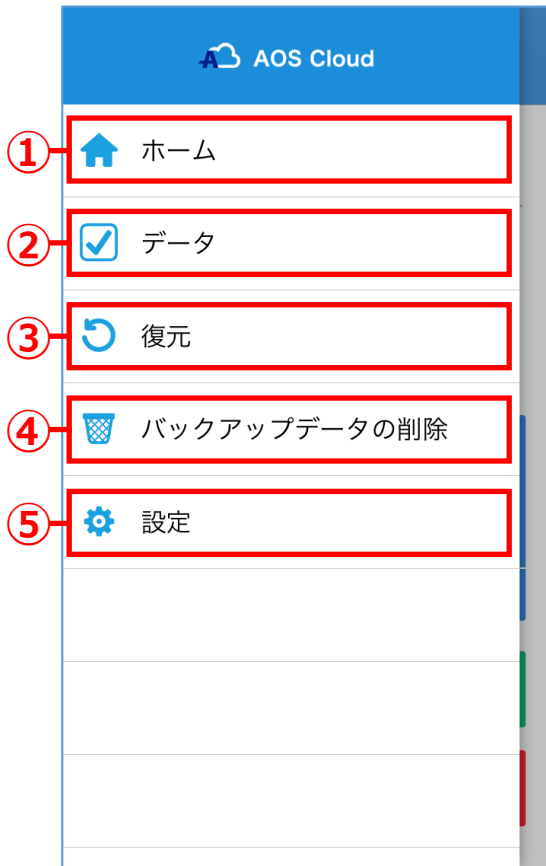 AOS Cloud
① ホーム
② データ
③ 復元
④ バックアップデータの削除
⑤ 設定